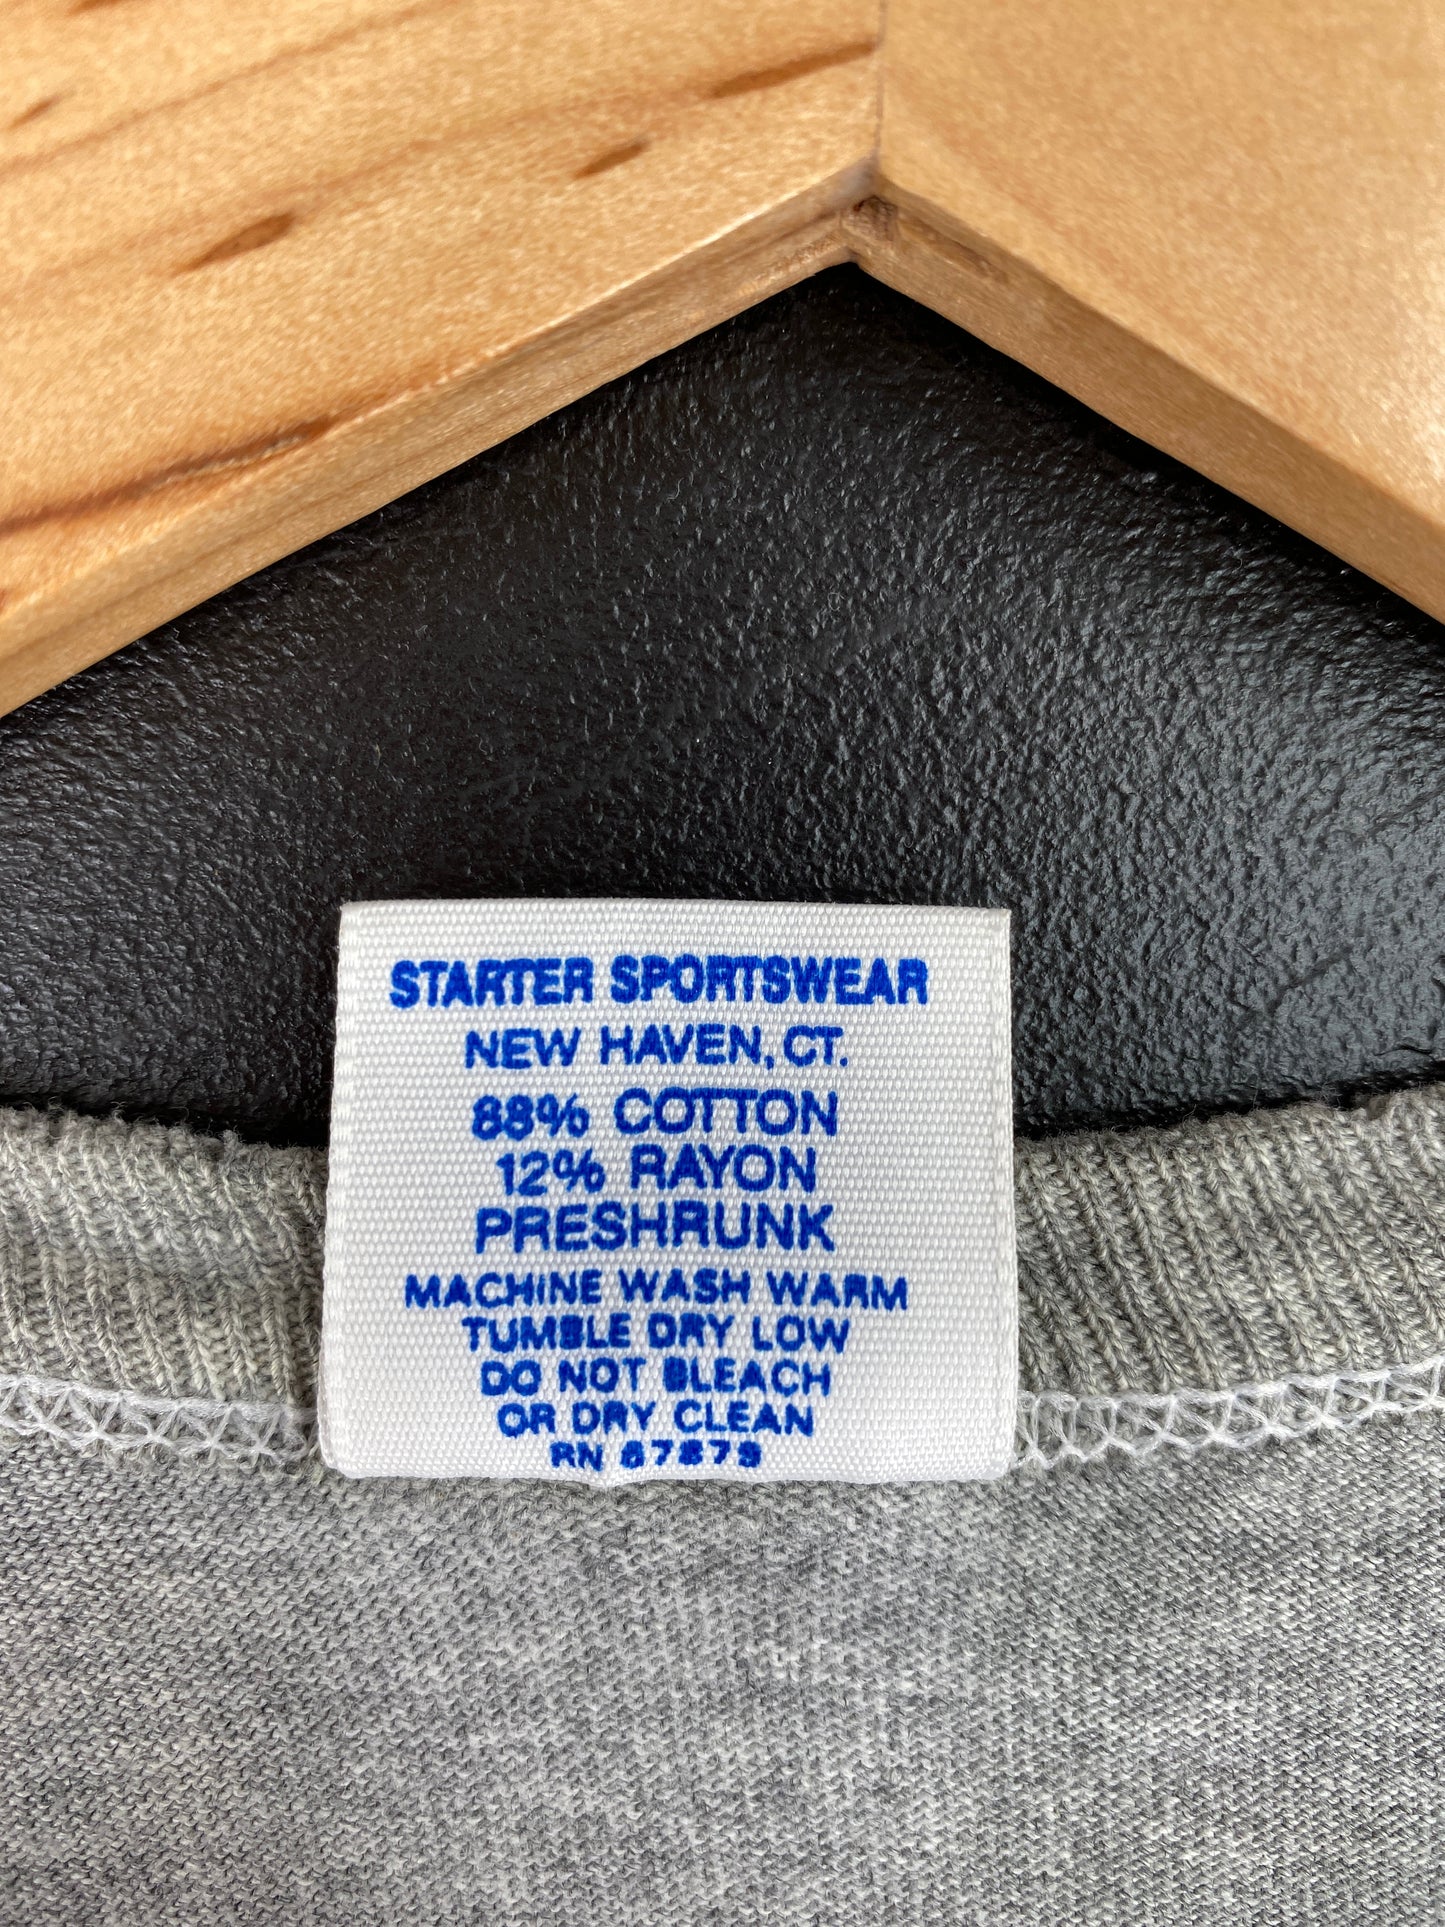 STARTER SPORTSWEAR
NEW HAVEN, CT.
88% COTTON
12% RAYON
PRESHRUNK
MACHINE WASH WARM
TUMBLE DRY LOW
DO NOT BLEACH
OR DRY CLEAN
RN